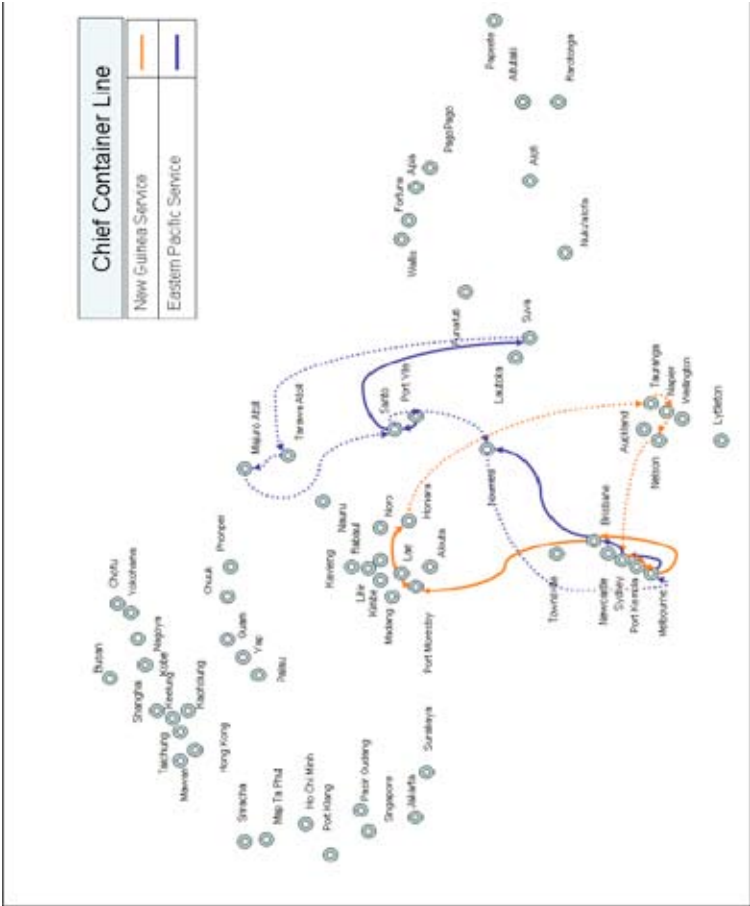 Chief Container Line
New Guinea Service
Eastern Pacific Service
Busan
Chofu
Yokohama
Nagoya
Kobe
Shanghai
Keelung
Kaohsiung
Taichung
Mawan
Hong Kong
Chuuk
Phonpei
Guam
Yap
Palau
Sriracha
Map Ta Phut
Ho Chi Minh
Port Klang
Pasir Gudang
Singapore
Jakarta
Surabaya
Majuro Atoll
Tarawa Atoll
Nauru
Kavieng
Rabaul
Noro
Lihir
Kimbe
Madang
Lae
Honiara
Port Moresby
Alotau
Santo
Port Vila
Noumea
Lautoka
Suva
Funafuti
Wallis
Fortuna
Apia
PagoPago
Papeete
Aitutaki
Rarotonga
Alofi
Nuku'alofa
Townsville
Brisbane
Newcastle
Sydney
Port Kembla
Melbourne
Auckland
Tauranga
Napier
Wellington
Nelson
Lyttleton